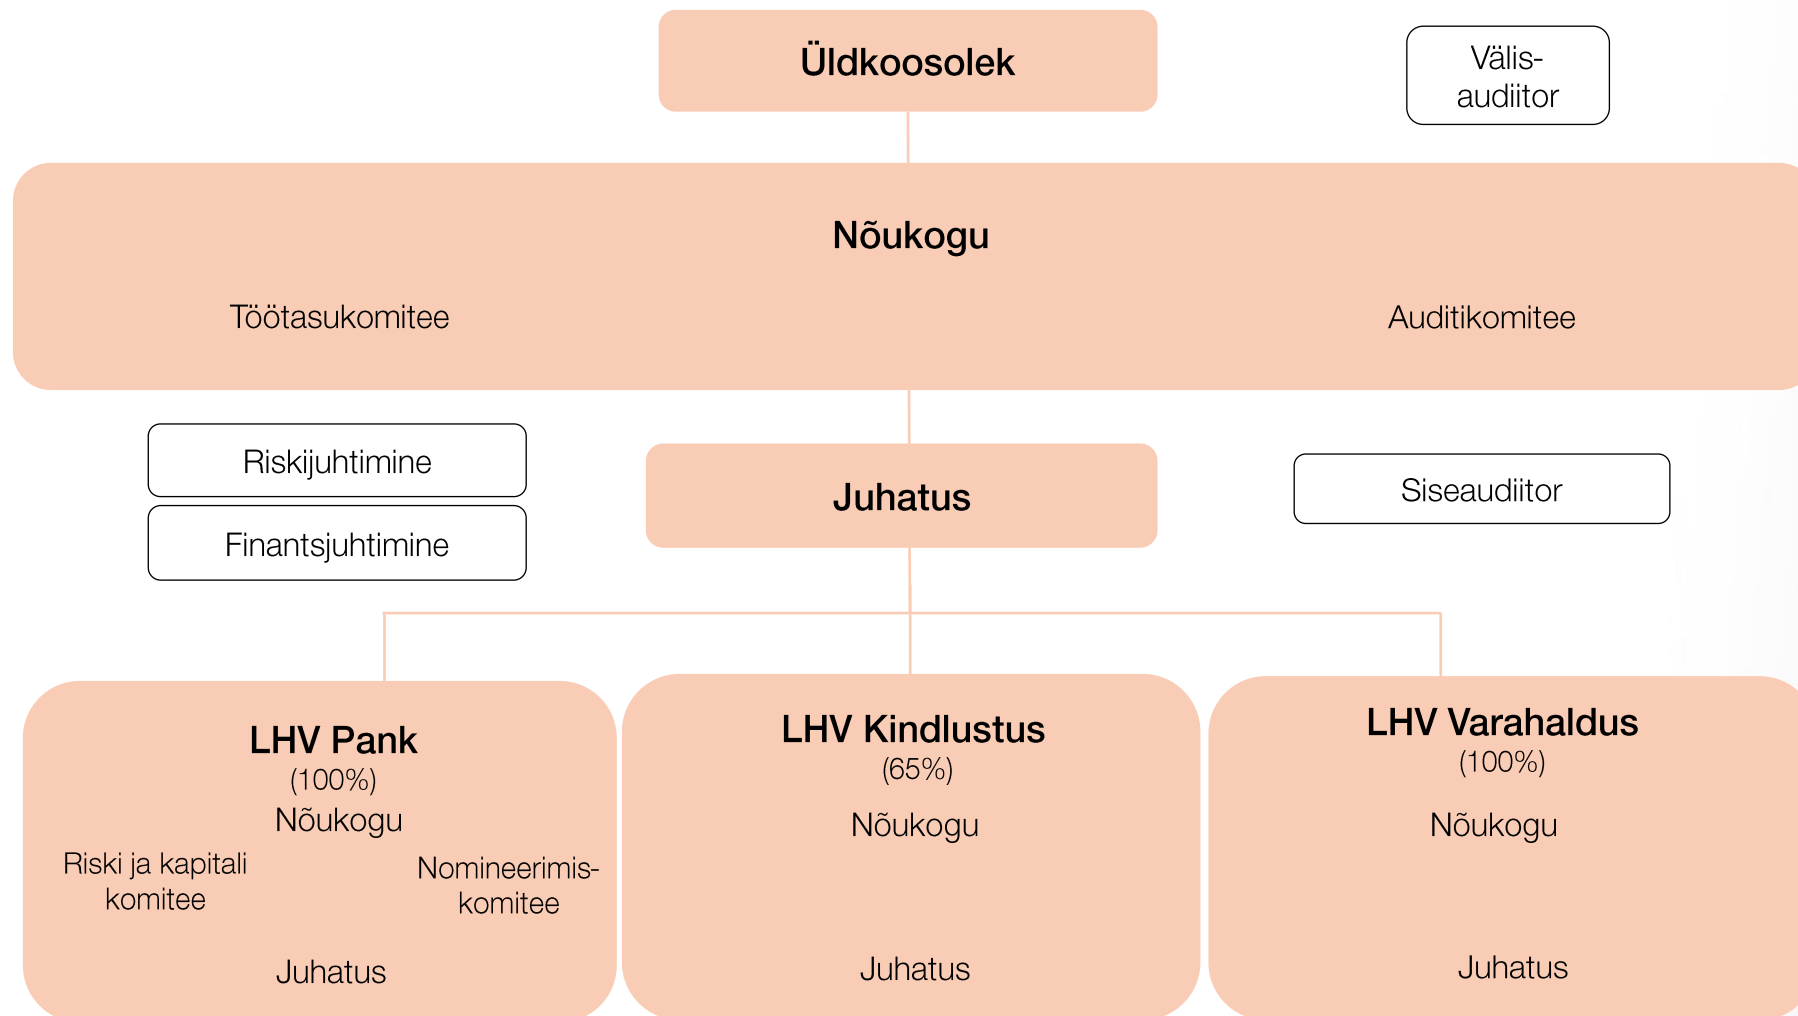 Üldkoosolek
Välis-
audiitor
Nõukogu
Töötasukomitee
Auditikomitee
Riskijuhtimine
Finantsjuhtimine
Juhatus
Siseaudiitor
LHV Pank
(100%)
Nõukogu
Riski ja kapitali
komitee
Nomineerimis-
komitee
Juhatus
LHV Kindlustus
(65%)
Nõukogu
Juhatus
LHV Varahaldus
(100%)
Nõukogu
Juhatus